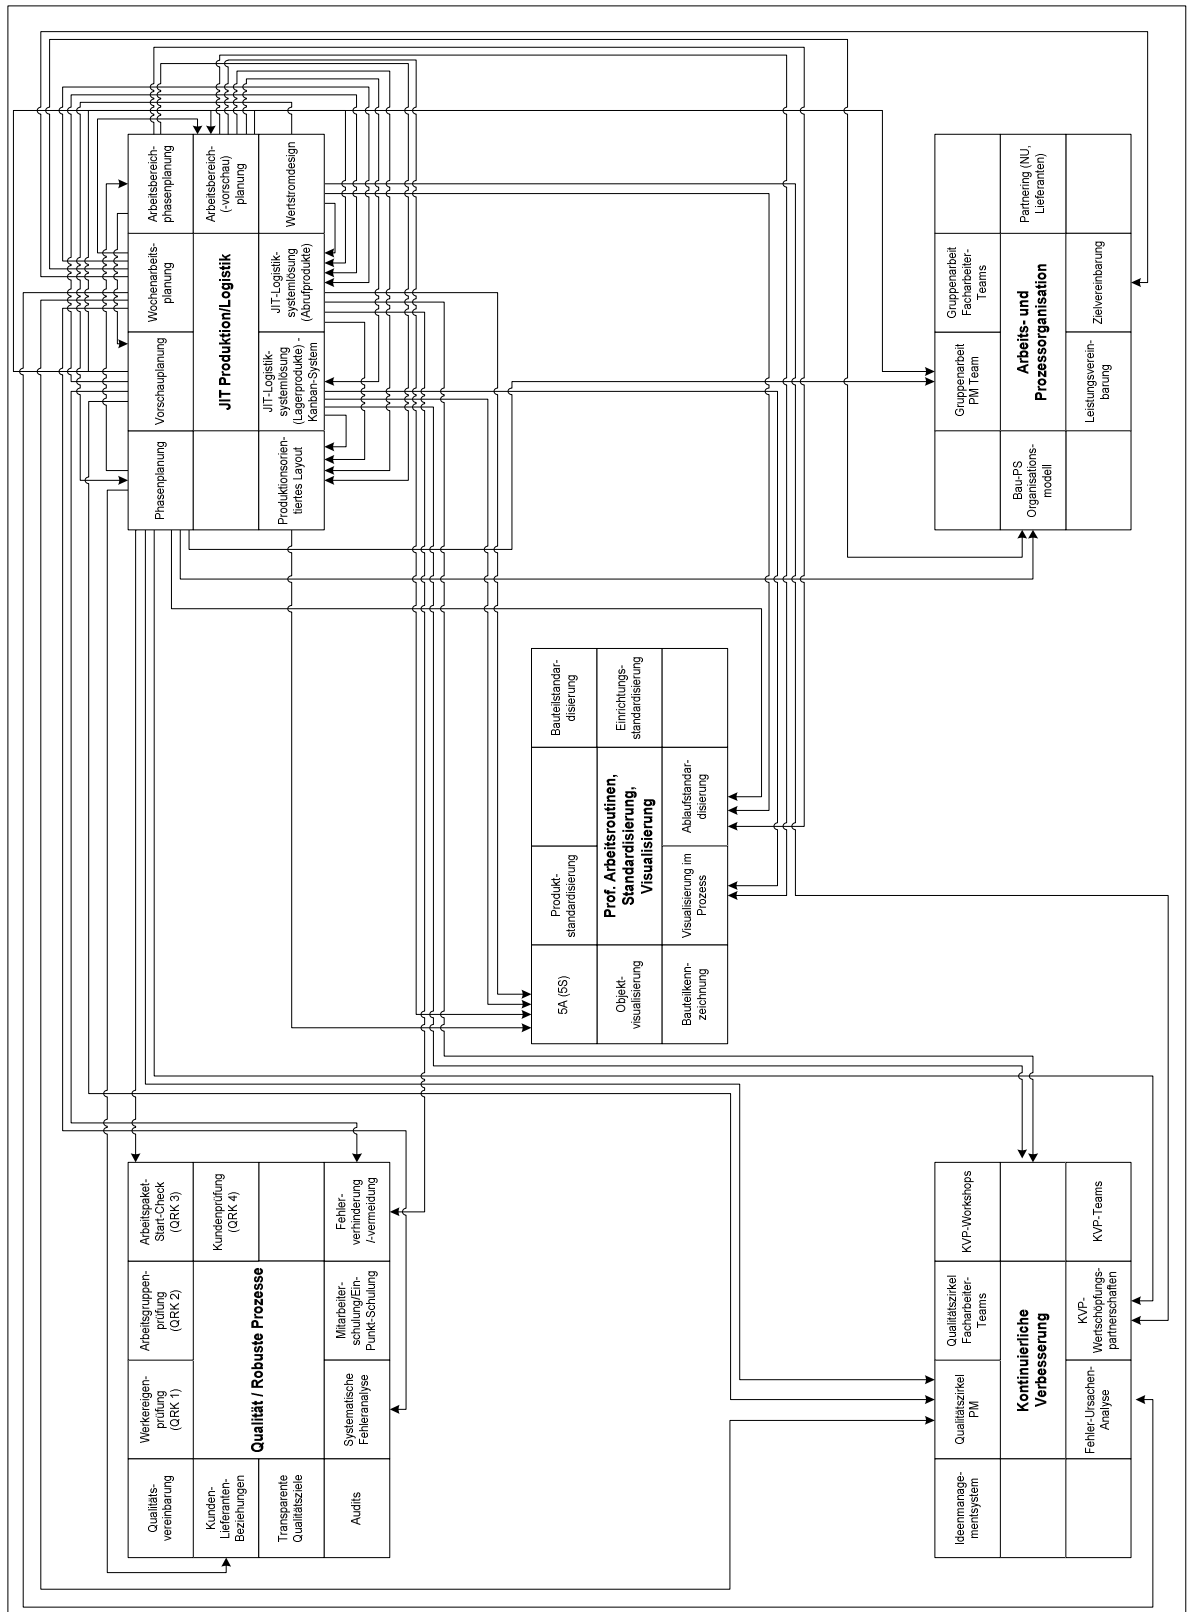 Arbeitsbereich-
phasenplanung
Arbeitsbereich-
(-vorschau)
planung
Wertstromdesign
Wochenarbeits-
planung
JIT Produktion/Logistik
JIT-Logistik-
systemlösung
(Abrufprodukte)
Vorschauplanung
JIT-Logistik-
systemlösung
(Lagerprodukte) -
Kanban-System
Phasenplanung
Produktionsorien-
tiertes Layout
Partnering (NU,
Lieferanten)
Gruppenarbeit
Facharbeiter-
Teams
Arbeits- und
Prozessorganisation
Zielvereinbarung
Gruppenarbeit
PM Team
Leistungsverein-
barung
Bau-PS
Organisations-
modell
Bauteilstandar-
disierung
Einrichtungs-
standardisierung
Prof. Arbeitsroutinen,
Standardisierung,
Visualisierung
Ablaufstandar-
disierung
Produkt-
standardisierung
Visualisierung im
Prozess
5A (5S)
Objekt-
visualisierung
Bauteilkenn-
zeichnung
Arbeitspaket-
Start-Check
(QRK 3)
Kundenprüfung
(QRK 4)
Fehler-
verhinderung
/-vermeidung
Arbeitsgruppen-
prüfung
(QRK 2)
Qualität / Robuste Prozesse
Mitarbeiter-
schulung/Ein-
Punkt-Schulung
Werkereigen-
prüfung
(QRK 1)
Systematische
Fehleranalyse
Qualitäts-
vereinbarung
Kunden-
Lieferanten-
Beziehungen
Transparente
Qualitätsziele
Audits
KVP-Workshops
KVP-Teams
Qualitätszirkel
Facharbeiter-
Teams
Kontinuierliche
Verbesserung
KVP-
Wertschöpfungs-
partnerschaften
Qualitätszirkel
PM
Fehler-Ursachen-
Analyse
Ideenmanage-
mentsystem